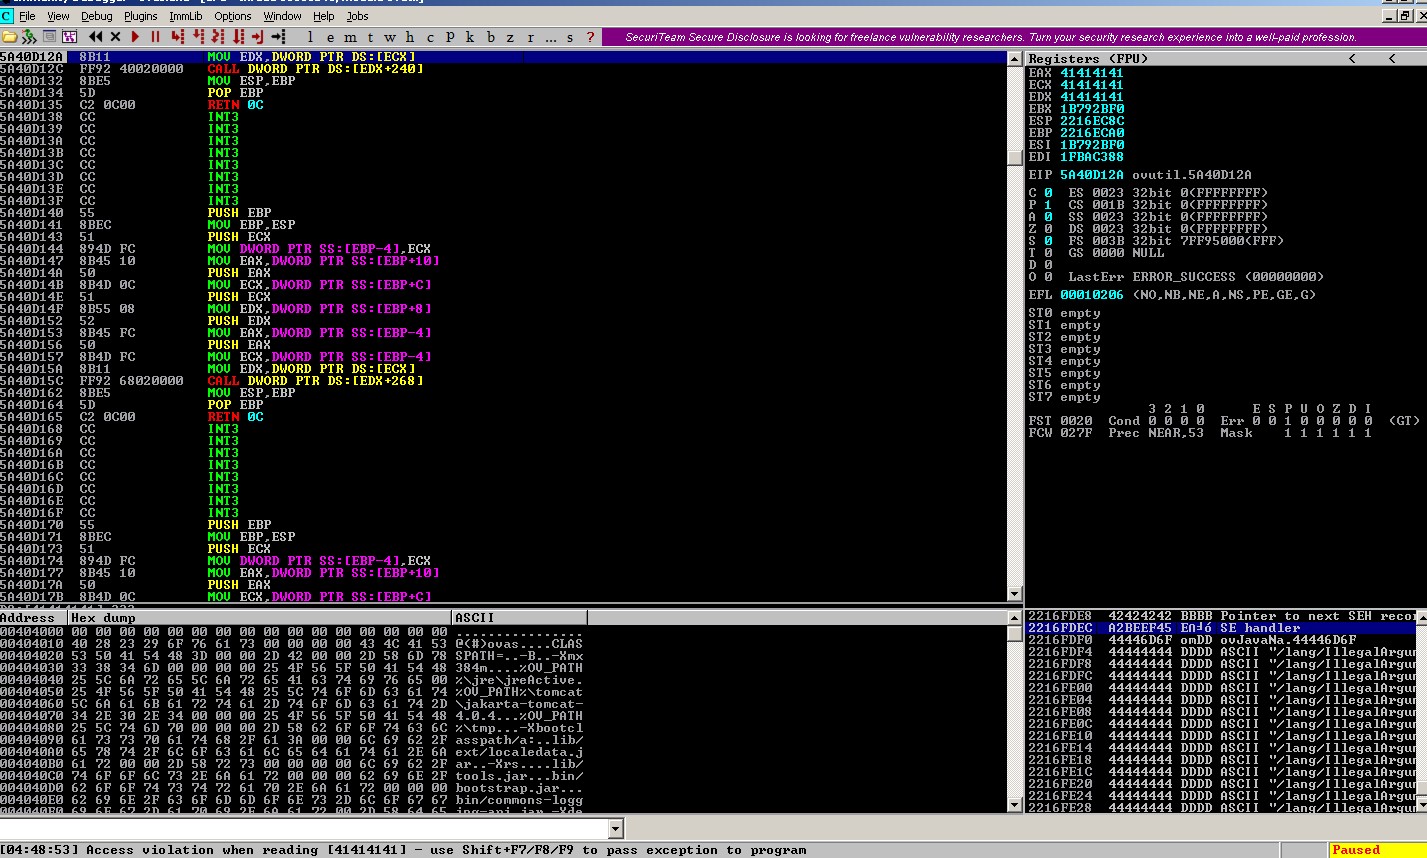 File View Debug Plugins ImmLib Options Window Help Jobs
l e m t w h c p k b z r ... s ? SecuriTeam Secure Disclosure is looking for freelance vulnerability researchers. Turn your security research experience into a well-paid profession.
5A40D12A 8B11 MOV EDX,DWORD PTR DS:[ECX]
5A40D12C FF92 40020000 CALL DWORD PTR DS:[EDX+240]
5A40D132 8BE5 MOV ESP,EBP
5A40D134 5D POP EBP
5A40D135 C2 0C00 RETN 0C
5A40D138 CC INT3
5A40D139 CC INT3
5A40D13A CC INT3
5A40D13B CC INT3
5A40D13C CC INT3
5A40D13D CC INT3
5A40D13E CC INT3
5A40D13F CC INT3
5A40D140 55 PUSH EBP
5A40D141 8BEC MOV EBP,ESP
5A40D143 51 PUSH ECX
5A40D144 894D FC MOV DWORD PTR SS:[EBP-4],ECX
5A40D147 8B45 10 MOV EAX,DWORD PTR SS:[EBP+10]
5A40D14A 50 PUSH EAX
5A40D14B 8B4D 0C MOV ECX,DWORD PTR SS:[EBP+C]
5A40D14E 51 PUSH ECX
5A40D14F 8B55 08 MOV EDX,DWORD PTR SS:[EBP+8]
5A40D152 52 PUSH EDX
5A40D153 8B45 FC MOV EAX,DWORD PTR SS:[EBP-4]
5A40D156 50 PUSH EAX
5A40D157 8B4D FC MOV ECX,DWORD PTR SS:[EBP-4]
5A40D15A 8B11 MOV EDX,DWORD PTR DS:[ECX]
5A40D15C FF92 68020000 CALL DWORD PTR DS:[EDX+268]
5A40D162 8BE5 MOV ESP,EBP
5A40D164 5D POP EBP
5A40D165 C2 0C00 RETN 0C
5A40D168 CC INT3
5A40D169 CC INT3
5A40D16A CC INT3
5A40D16B CC INT3
5A40D16C CC INT3
5A40D16D CC INT3
5A40D16E CC INT3
5A40D16F CC INT3
5A40D170 55 PUSH EBP
5A40D171 8BEC MOV EBP,ESP
5A40D173 51 PUSH ECX
5A40D174 894D FC MOV DWORD PTR SS:[EBP-4],ECX
5A40D177 8B45 10 MOV EAX,DWORD PTR SS:[EBP+10]
5A40D17A 50 PUSH EAX
5A40D17B 8B4D 0C MOV ECX,DWORD PTR SS:[EBP+C]
Registers (FPU) < <
EAX 41414141
ECX 41414141
EDX 41414141
EBX 1B792BF0
ESP 2216EC8C
EBP 2216ECA0
ESI 1B792BF0
EDI 1FBAC388
EIP 5A40D12A ovutil.5A40D12A
C 0 ES 0023 32bit 0(FFFFFFFF)
P 1 CS 001B 32bit 0(FFFFFFFF)
A 0 SS 0023 32bit 0(FFFFFFFF)
Z 0 DS 0023 32bit 0(FFFFFFFF)
S 0 FS 003B 32bit 7FF95000(FFF)
T 0 GS 0000 NULL
D 0
O 0 LastErr ERROR_SUCCESS (00000000)
EFL 00010206 (NO,NB,NE,A,NS,PE,GE,G)
ST0 empty
ST1 empty
ST2 empty
ST3 empty
ST4 empty
ST5 empty
ST6 empty
ST7 empty
3 2 1 0 E S P U O Z D I
FST 0020 Cond 0 0 0 0 Err 0 0 1 0 0 0 0 0 (GT)
FCW 027F Prec NEAR,53 Mask 1 1 1 1 1 1
Address Hex dump ASCII
00404000 00 00 00 00 00 00 00 00 00 00 00 00 00 00 00 00 ................
00404010 40 28 23 29 6F 76 61 73 00 00 00 00 43 4C 41 53 @(#)ovas....CLAS
00404020 53 50 41 54 48 3D 00 00 2D 42 00 00 2D 58 6D 78 SPATH=..-B..-Xmx
00404030 33 38 34 6D 00 00 00 00 25 4F 56 5F 50 41 54 48 384m....%OV_PATH
00404040 25 5C 6A 72 65 5C 6A 72 65 41 63 74 69 76 65 00 %\jre\jreActive.
00404050 25 4F 56 5F 50 41 54 48 25 5C 74 6F 6D 63 61 74 %OV_PATH%\tomcat
00404060 5C 6A 61 6B 61 72 74 61 2D 74 6F 6D 63 61 74 2D \jakarta-tomcat-
00404070 34 2E 30 2E 34 00 00 00 25 4F 56 5F 50 41 54 48 4.0.4...%OV_PATH
00404080 25 5C 74 6D 70 00 00 00 2D 58 62 6F 6F 74 63 6C %\tmp...-Xbootcl
00404090 61 73 73 70 61 74 68 2F 61 3A 00 00 6C 69 62 2F asspath/a:..lib/
004040A0 65 78 74 2F 6C 6F 63 61 6C 65 64 61 74 61 2E 6A ext/localedata.j
004040B0 61 72 00 00 2D 58 72 73 00 00 00 00 6C 69 62 2F ar..-Xrs....lib/
004040C0 74 6F 6F 6C 73 2E 6A 61 72 00 00 00 62 69 6E 2F tools.jar...bin/
004040D0 62 6F 6F 74 73 74 72 61 70 2E 6A 61 72 00 00 00 bootstrap.jar...
004040E0 62 69 6E 2F 63 6F 6D 6D 6F 6E 73 2D 6C 6F 67 67 bin/commons-logg
2216FDE8 42424242 BBBB Pointer to next SEH recor
2216FDEC A2BEEF45 SE handler
2216FDF0 44446D6F omDD ovJavaNa.44446D6F
2216FDF4 44444444 DDDD ASCII "/lang/IllegalArgun
2216FDF8 44444444 DDDD ASCII "/lang/IllegalArgun
2216FDFC 44444444 DDDD ASCII "/lang/IllegalArgun
2216FE00 44444444 DDDD ASCII "/lang/IllegalArgun
2216FE04 44444444 DDDD ASCII "/lang/IllegalArgun
2216FE08 44444444 DDDD ASCII "/lang/IllegalArgun
2216FE0C 44444444 DDDD ASCII "/lang/IllegalArgun
2216FE10 44444444 DDDD ASCII "/lang/IllegalArgun
2216FE14 44444444 DDDD ASCII "/lang/IllegalArgun
2216FE18 44444444 DDDD ASCII "/lang/IllegalArgun
2216FE1C 44444444 DDDD ASCII "/lang/IllegalArgun
2216FE20 44444444 DDDD ASCII "/lang/IllegalArgun
2216FE24 44444444 DDDD ASCII "/lang/IllegalArgun
2216FE28 44444444 DDDD ASCII "/lang/IllegalArgun
[04:48:53] Access violation when reading [41414141] - use Shift+F7/F8/F9 to pass exception to program Paused